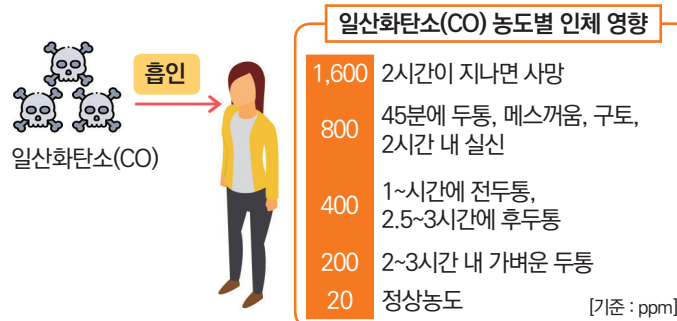 일산화탄소(CO) 농도별 인체 영향
흡인
일산화탄소(CO)
1,600 2시간이 지나면 사망
800 45분에 두통, 메스꺼움, 구토,
2시간 내 실신
400 1~시간에 전두통,
2.5~3시간에 후두통
200 2~3시간 내 가벼운 두통
20 정상농도
[기준 : ppm]